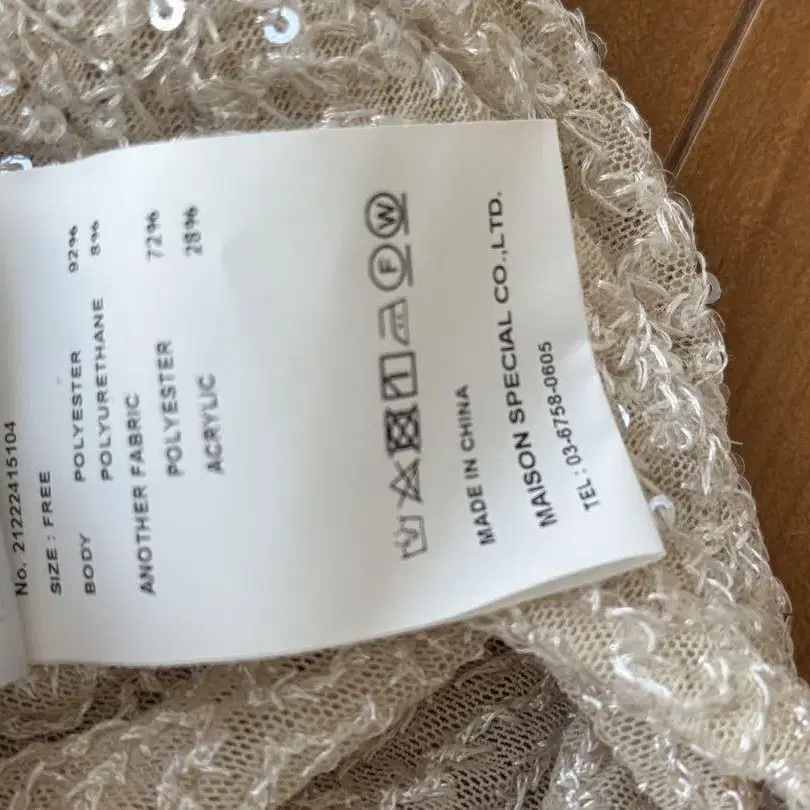 No. 21222415104
SIZE : FREE
BODY POLYESTER 92%
POLYURETHANE 8%
ANOTHER FABRIC
POLYESTER 72%
ACRYLIC 28%
F W
MADE IN CHINA
MAISON SPECIAL CO.,LTD.
TEL : 03-6758-0605